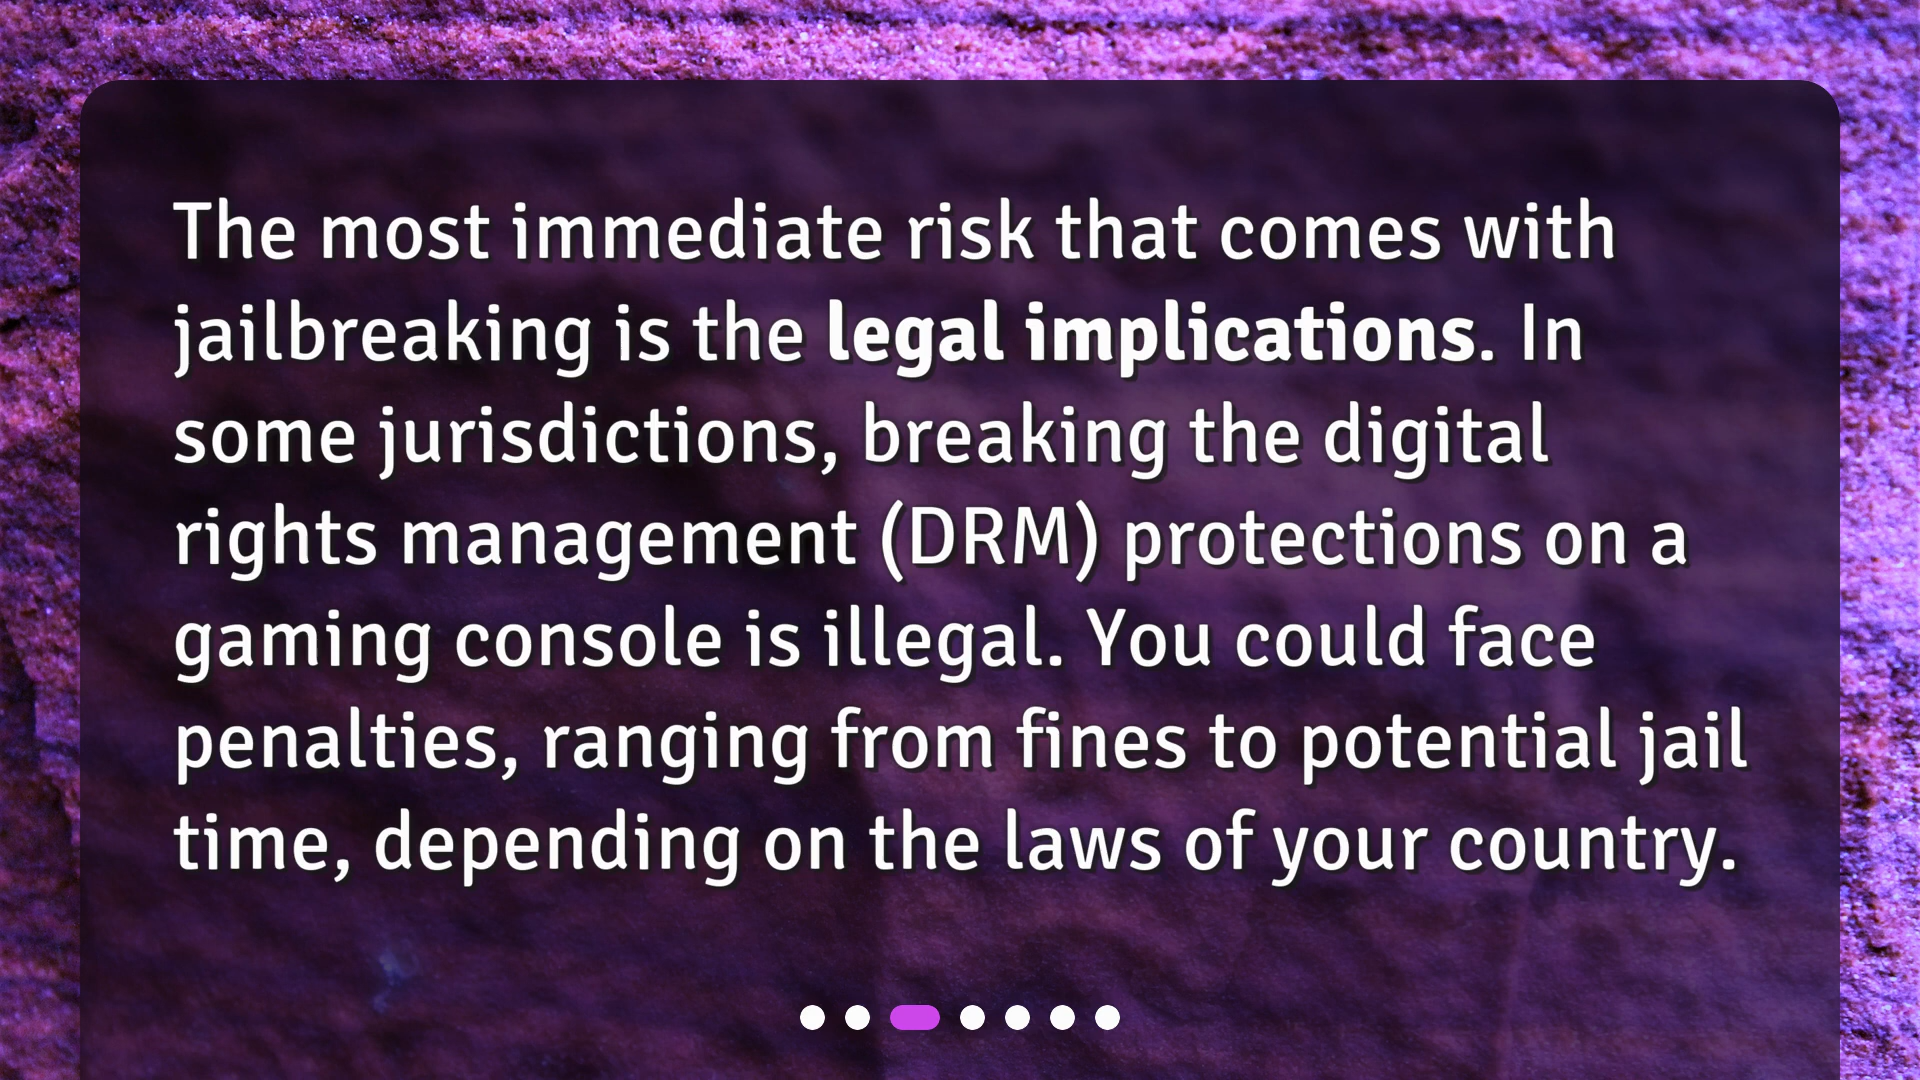 The most immediate risk that comes with
jailbreaking is the legal implications. In
some jurisdictions, breaking the digital
rights management (DRM) protections on a
gaming console is illegal. You could face
penalties, ranging from fines to potential jail
time, depending on the laws of your country.